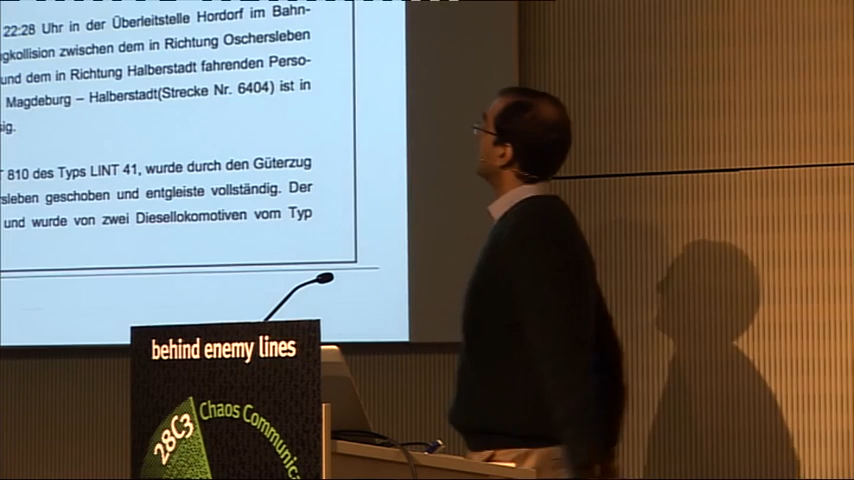 22:28 Uhr in der Überleitstelle Hordorf im Bahn-
gkollision zwischen dem in Richtung Oschersleben
und dem in Richtung Halberstadt fahrenden Perso-
Magdeburg – Halberstadt(Strecke Nr. 6404) ist in
sig.
810 des Typs LINT 41, wurde durch den Güterzug
sleben geschoben und entgleiste vollständig. Der
und wurde von zwei Diesellokomotiven vom Typ
behind enemy lines
28C3
Chaos Communica